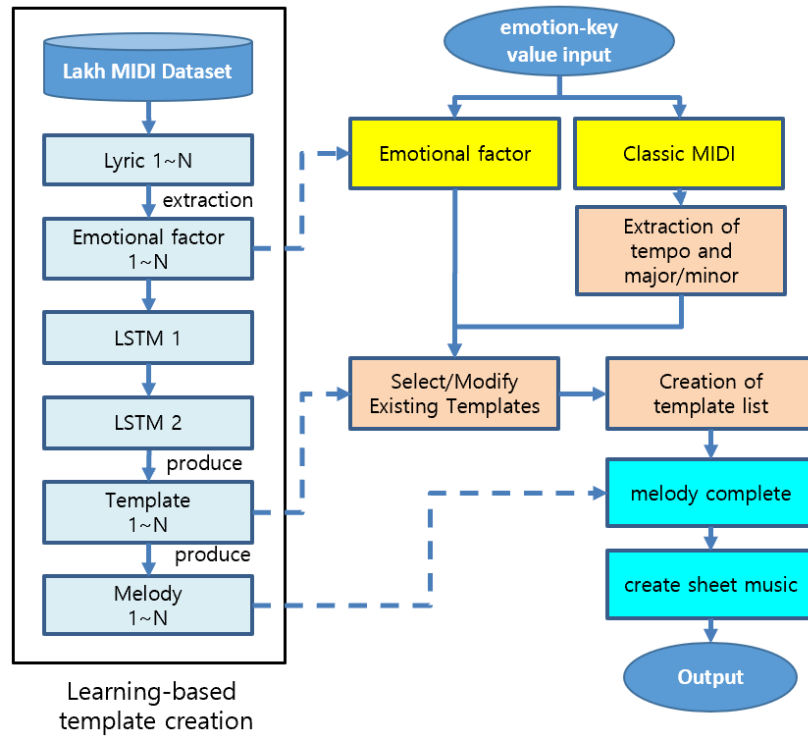 Lakh MIDI Dataset
Lyric 1~N
extraction
Emotional factor
1~N
LSTM 1
LSTM 2
produce
Template
1~N
produce
Melody
1~N
Learning-based
template creation
emotion-key
value input
Emotional factor
Classic MIDI
Extraction of
tempo and
major/minor
Select/Modify
Existing Templates
Creation of
template list
melody complete
create sheet music
Output